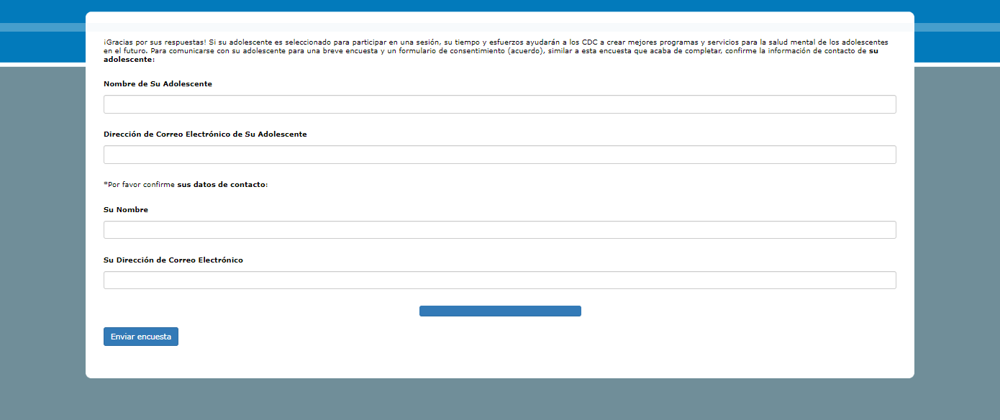 ¡Gracias por sus respuestas! Si su adolescente es seleccionado para participar en una sesión, su tiempo y esfuerzos ayudarán a los CDC a crear mejores programas y servicios para la salud mental de los adolescentes
en el futuro. Para comunicarse con su adolescente para una breve encuesta y un formulario de consentimiento (acuerdo), similar a esta encuesta que acaba de completar, confirme la información de contacto de su
adolescente:
Nombre de Su Adolescente
Dirección de Correo Electrónico de Su Adolescente
*Por favor confirme sus datos de contacto:
Su Nombre
Su Dirección de Correo Electrónico
Enviar encuesta